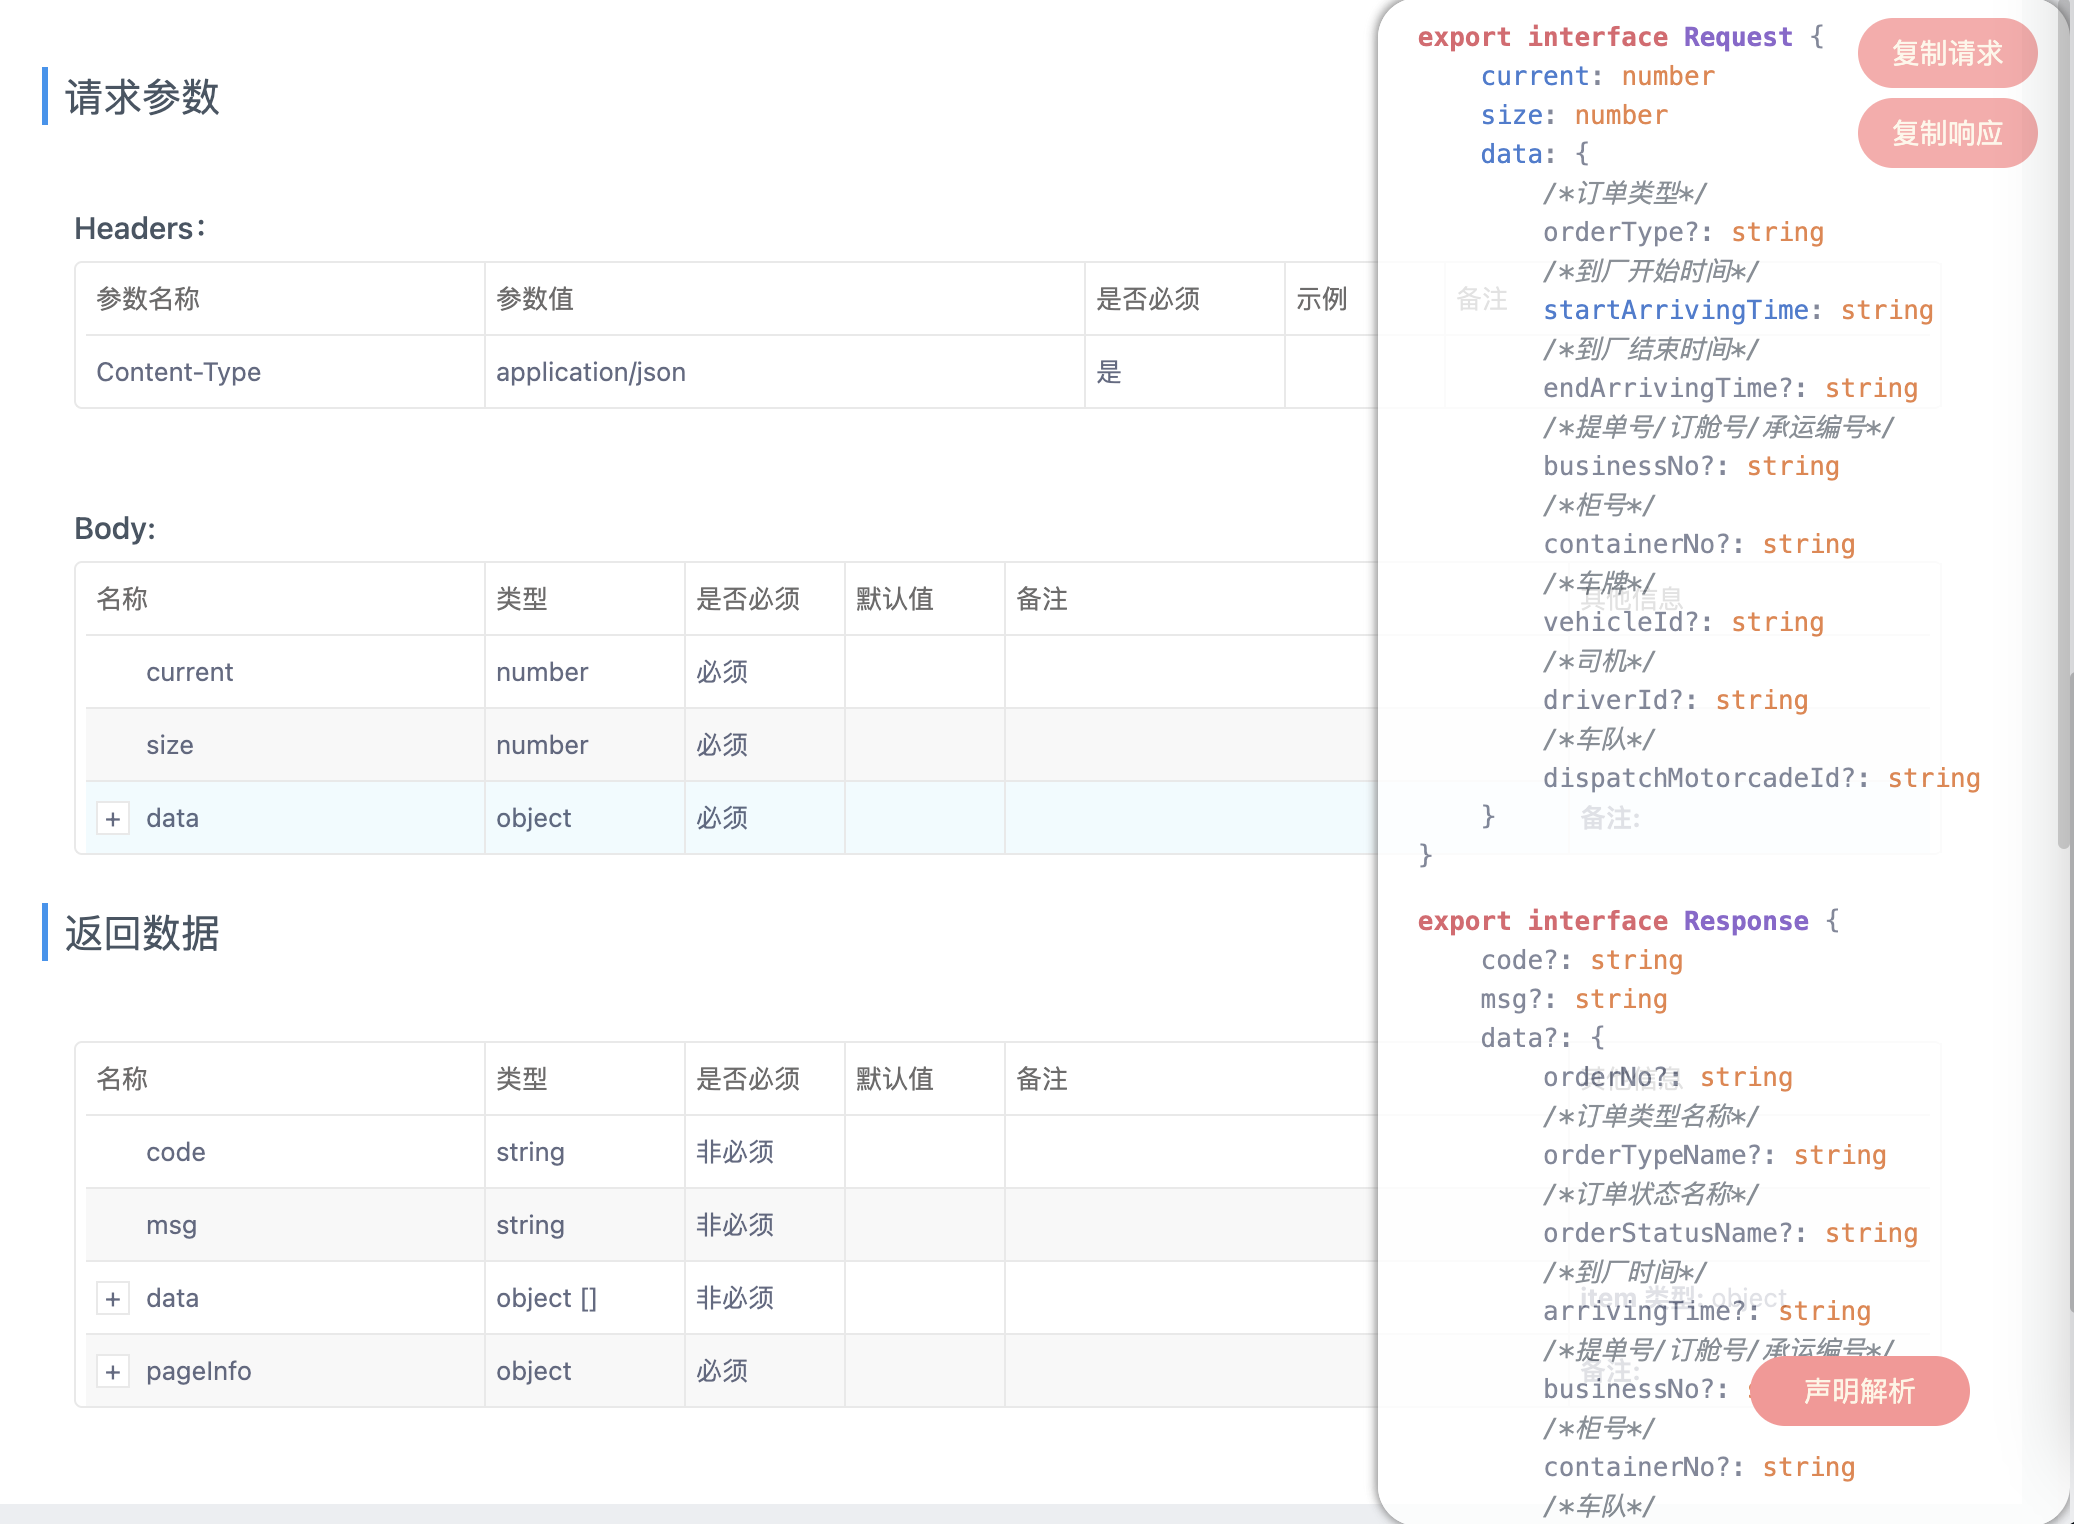 请求参数
Headers：
参数名称 参数值 是否必须 示例 备注
Content-Type application/json 是
Body:
名称 类型 是否必须 默认值 备注 其他信息
current number 必须
size number 必须
data object 必须 备注:
返回数据
名称 类型 是否必须 默认值 备注 其他信息
code string 非必须
msg string 非必须
data object [] 非必须 item 类型: object
pageInfo object 必须 备注:
export interface Request {
current: number
size: number
data: {
/*订单类型*/
orderType?: string
/*到厂开始时间*/
startArrivingTime: string
/*到厂结束时间*/
endArrivingTime?: string
/*提单号/订舱号/承运编号*/
businessNo?: string
/*柜号*/
containerNo?: string
/*车牌*/
vehicleId?: string
/*司机*/
driverId?: string
/*车队*/
dispatchMotorcadeId?: string
}
}
export interface Response {
code?: string
msg?: string
data?: {
orderNo?: string
/*订单类型名称*/
orderTypeName?: string
/*订单状态名称*/
orderStatusName?: string
/*到厂时间*/
arrivingTime?: string
/*提单号/订舱号/承运编号*/
businessNo?:
/*柜号*/
containerNo?: string
/*车队*/
复制请求
复制响应
声明解析